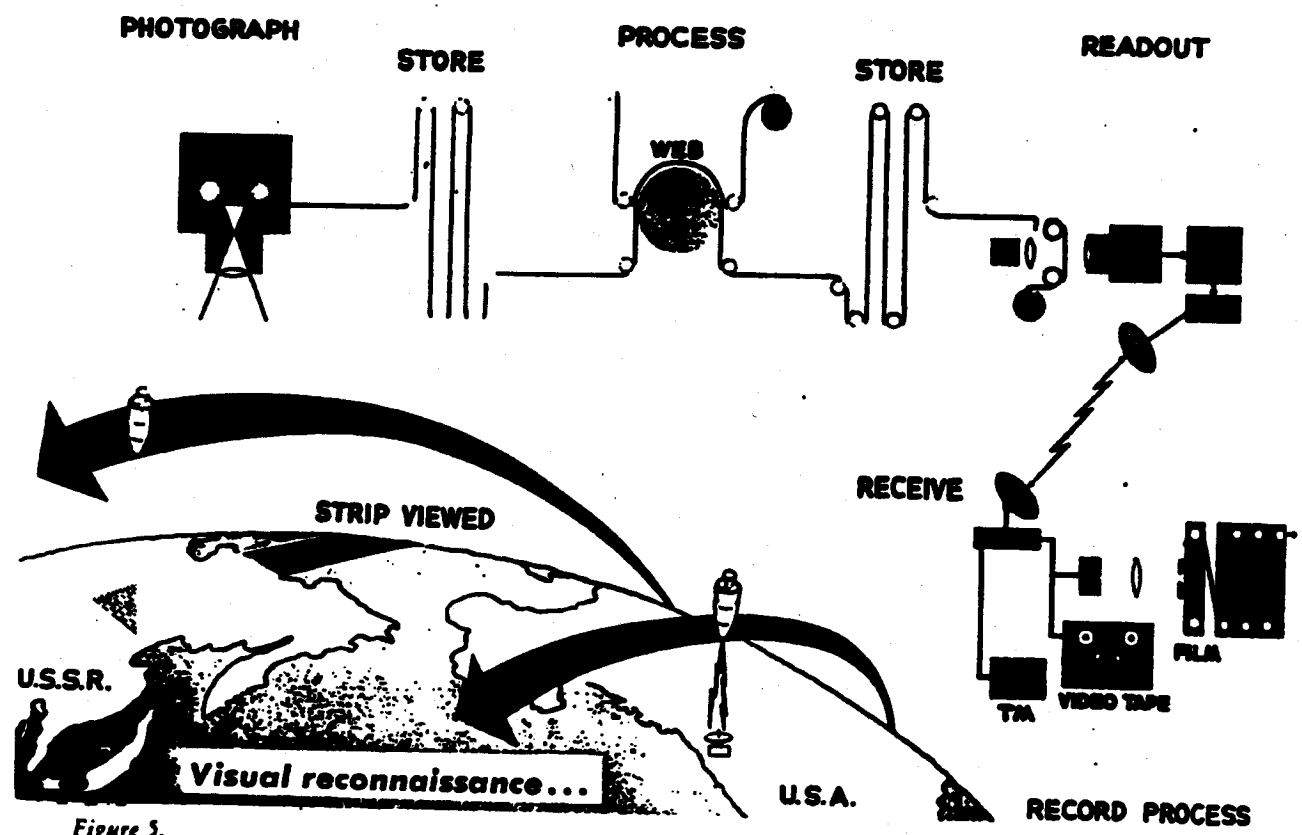 PHOTOGRAPH
STORE
PROCESS
STORE
READOUT
WEB
STRIP VIEWED
RECEIVE
FILM
U.S.S.R.
TM
VIDEO TAPE
Visual reconnaissance...
U.S.A.
RECORD PROCESS
Figure 5.